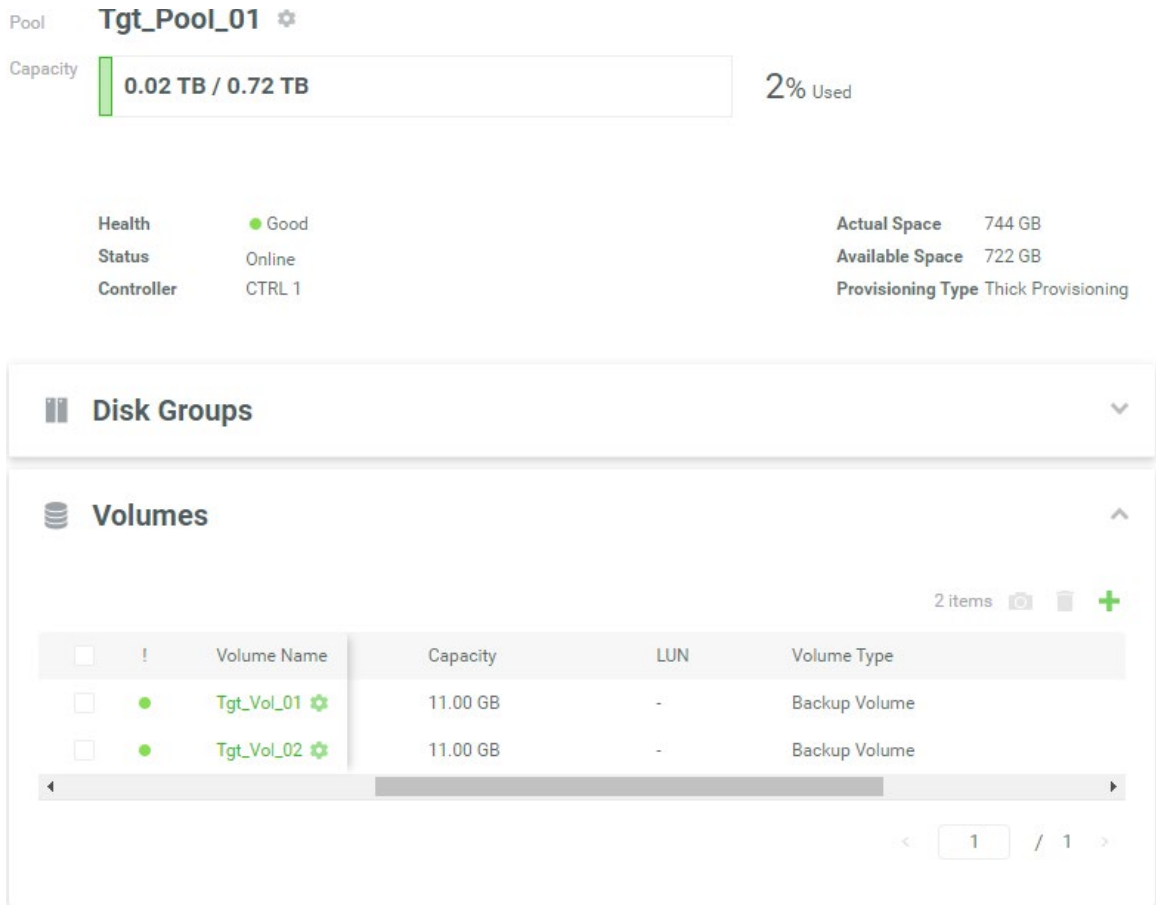 Pool Tgt_Pool_01
Capacity 0.02 TB / 0.72 TB 2% Used
Health Good Actual Space 744 GB
Status Online Available Space 722 GB
Controller CTRL 1 Provisioning Type Thick Provisioning
Disk Groups
Volumes
2 items
! Volume Name Capacity LUN Volume Type
Tgt_Vol_01 11.00 GB - Backup Volume
Tgt_Vol_02 11.00 GB - Backup Volume
< 1 / 1 >